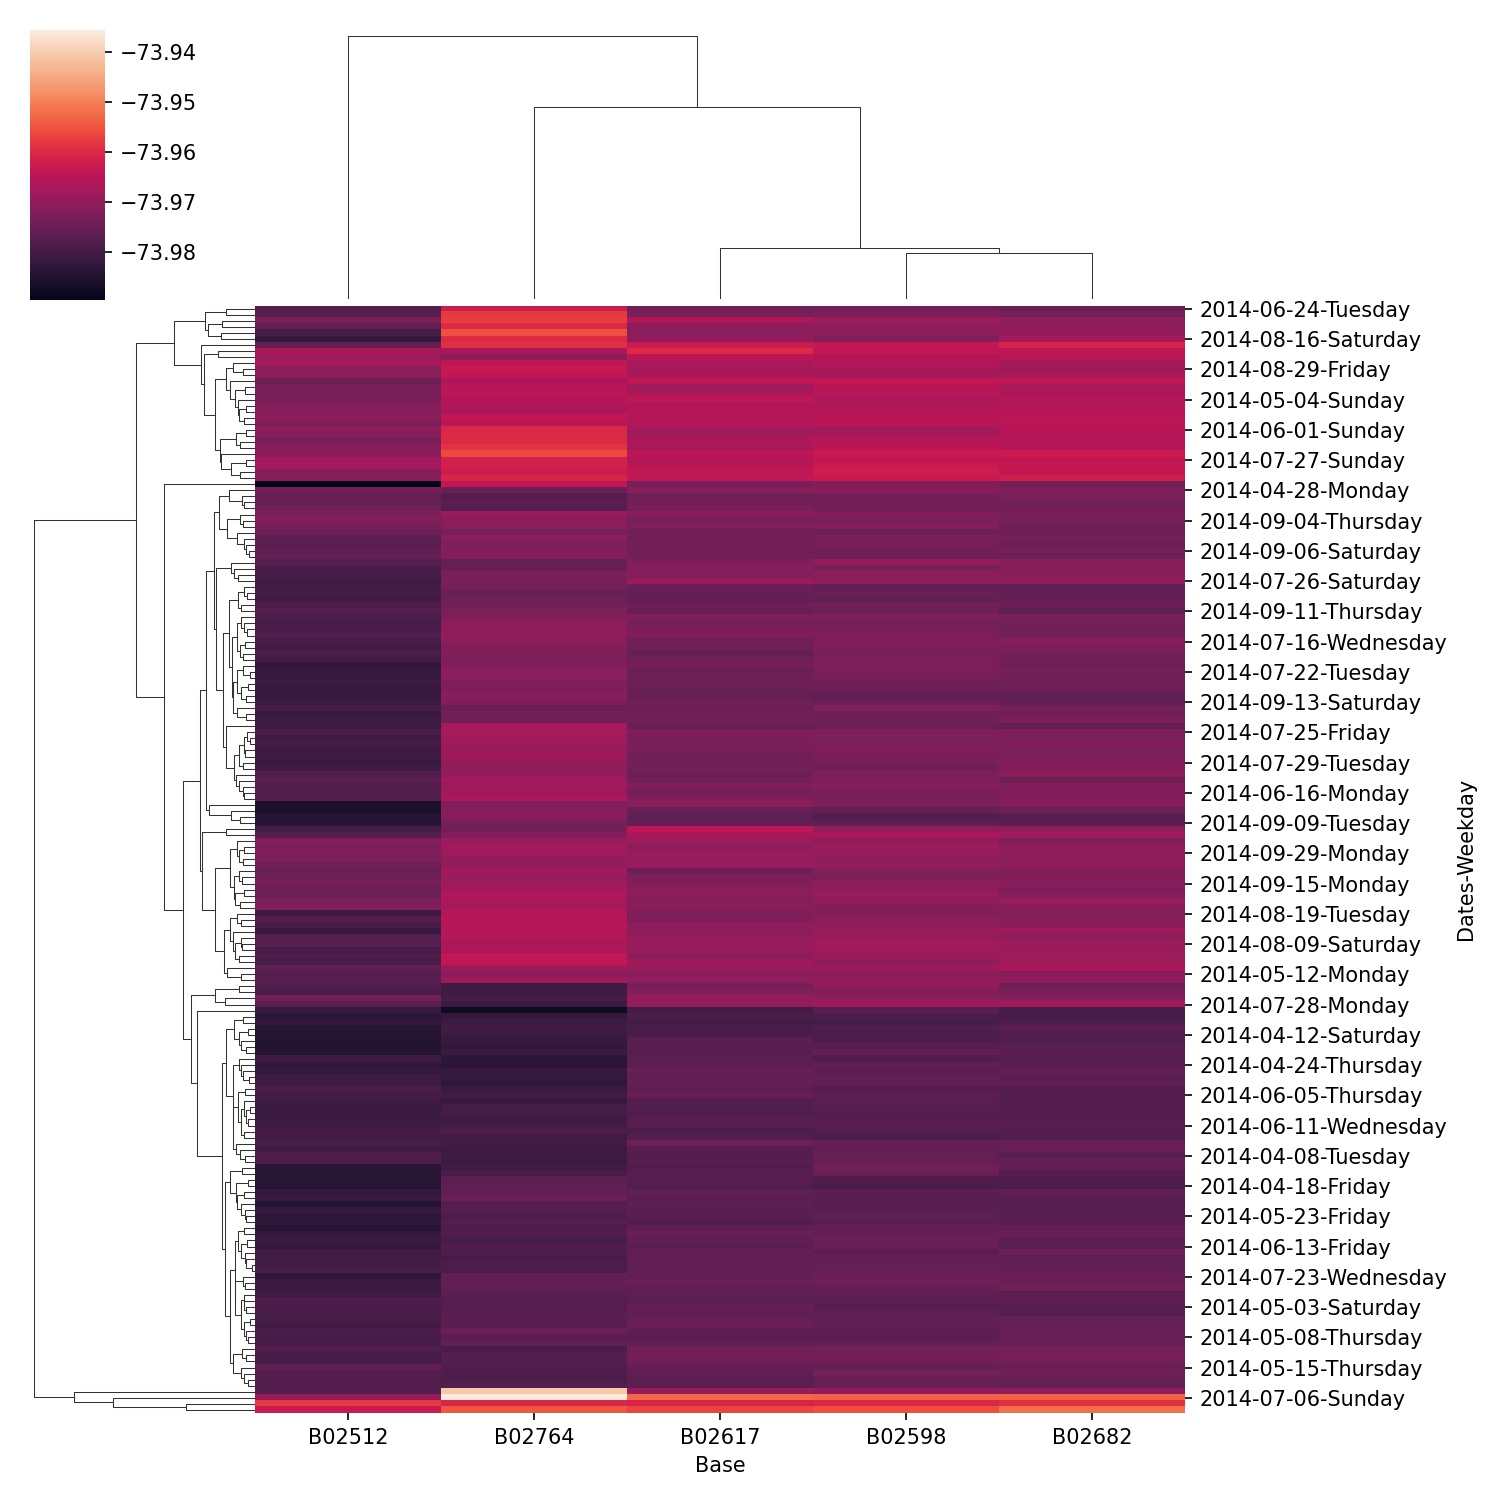 −73.94
−73.95
−73.96
−73.97
−73.98
2014-06-24-Tuesday
2014-08-16-Saturday
2014-08-29-Friday
2014-05-04-Sunday
2014-06-01-Sunday
2014-07-27-Sunday
2014-04-28-Monday
2014-09-04-Thursday
2014-09-06-Saturday
2014-07-26-Saturday
2014-09-11-Thursday
2014-07-16-Wednesday
2014-07-22-Tuesday
2014-09-13-Saturday
2014-07-25-Friday
2014-07-29-Tuesday
2014-06-16-Monday
2014-09-09-Tuesday
2014-09-29-Monday
2014-09-15-Monday
2014-08-19-Tuesday
2014-08-09-Saturday
2014-05-12-Monday
2014-07-28-Monday
2014-04-12-Saturday
2014-04-24-Thursday
2014-06-05-Thursday
2014-06-11-Wednesday
2014-04-08-Tuesday
2014-04-18-Friday
2014-05-23-Friday
2014-06-13-Friday
2014-07-23-Wednesday
2014-05-03-Saturday
2014-05-08-Thursday
2014-05-15-Thursday
2014-07-06-Sunday
Dates-Weekday
B02512 B02764 B02617 B02598 B02682
Base